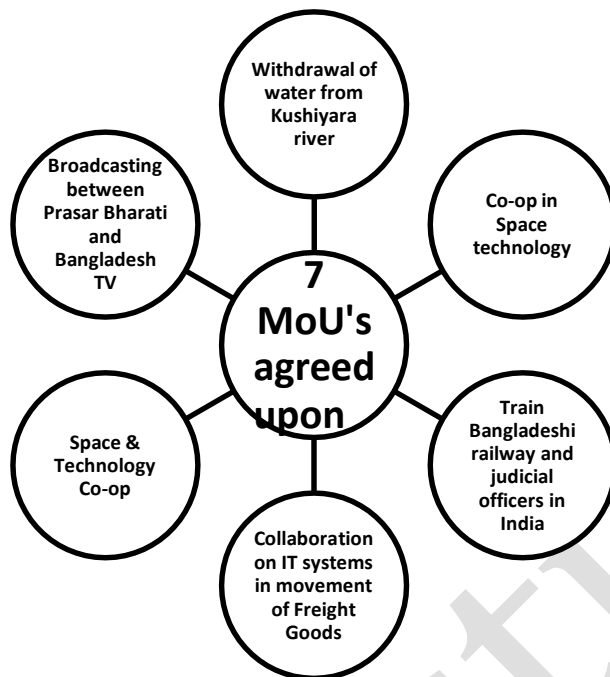 Withdrawal of
water from
Kushiyara
river
Broadcasting
between
Prasar Bharati
and
Bangladesh
TV
Co-op in
Space
technology
7
MoU's
agreed
upon
Space &
Technology
Co-op
Train
Bangladeshi
railway and
judicial
officers in
India
Collaboration
on IT systems
in movement
of Freight
Goods